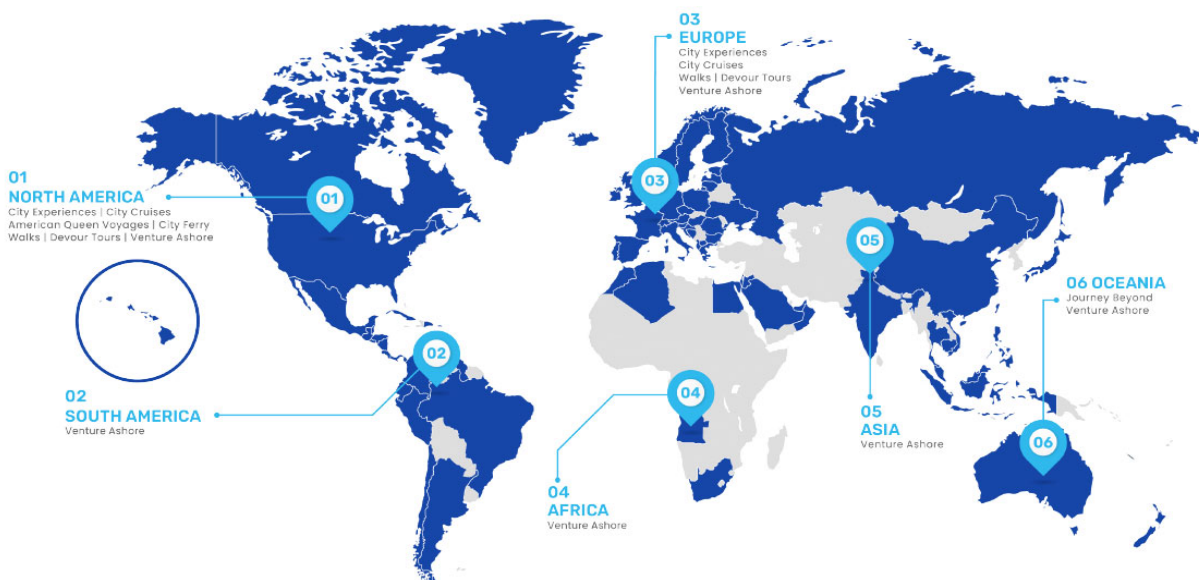 01
NORTH AMERICA
City Experiences | City Cruises
American Queen Voyages | City Ferry
Walks | Devour Tours | Venture Ashore
01
02
SOUTH AMERICA
Venture Ashore
02
03
EUROPE
City Experiences
City Cruises
Walks | Devour Tours
Venture Ashore
03
04
AFRICA
Venture Ashore
04
05
ASIA
Venture Ashore
05
06 OCEANIA
Journey Beyond
Venture Ashore
06